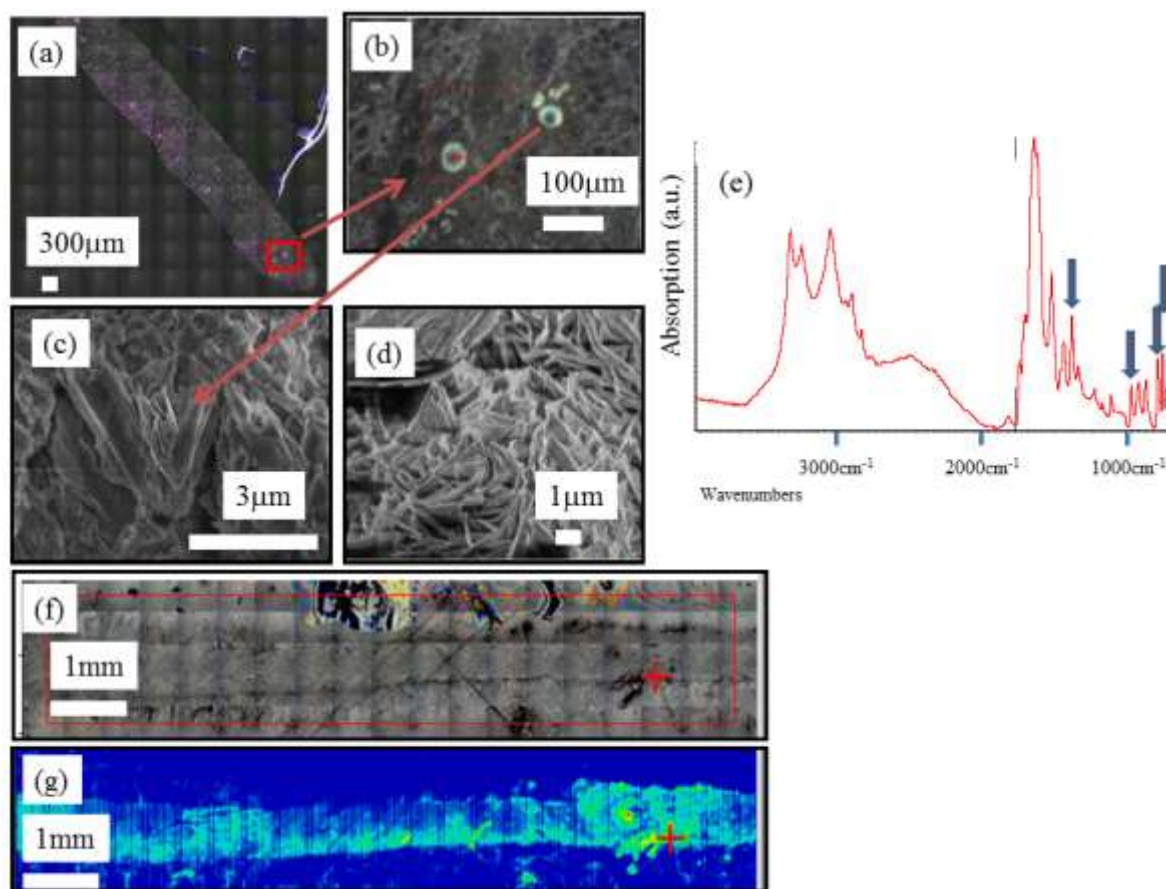 (a)
300μm
(b)
100μm
(c)
3μm
(d)
1μm
(e)
Absorption (a.u.)
3000cm⁻¹
2000cm⁻¹
1000cm⁻¹
Wavenumbers
(f)
1mm
(g)
1mm